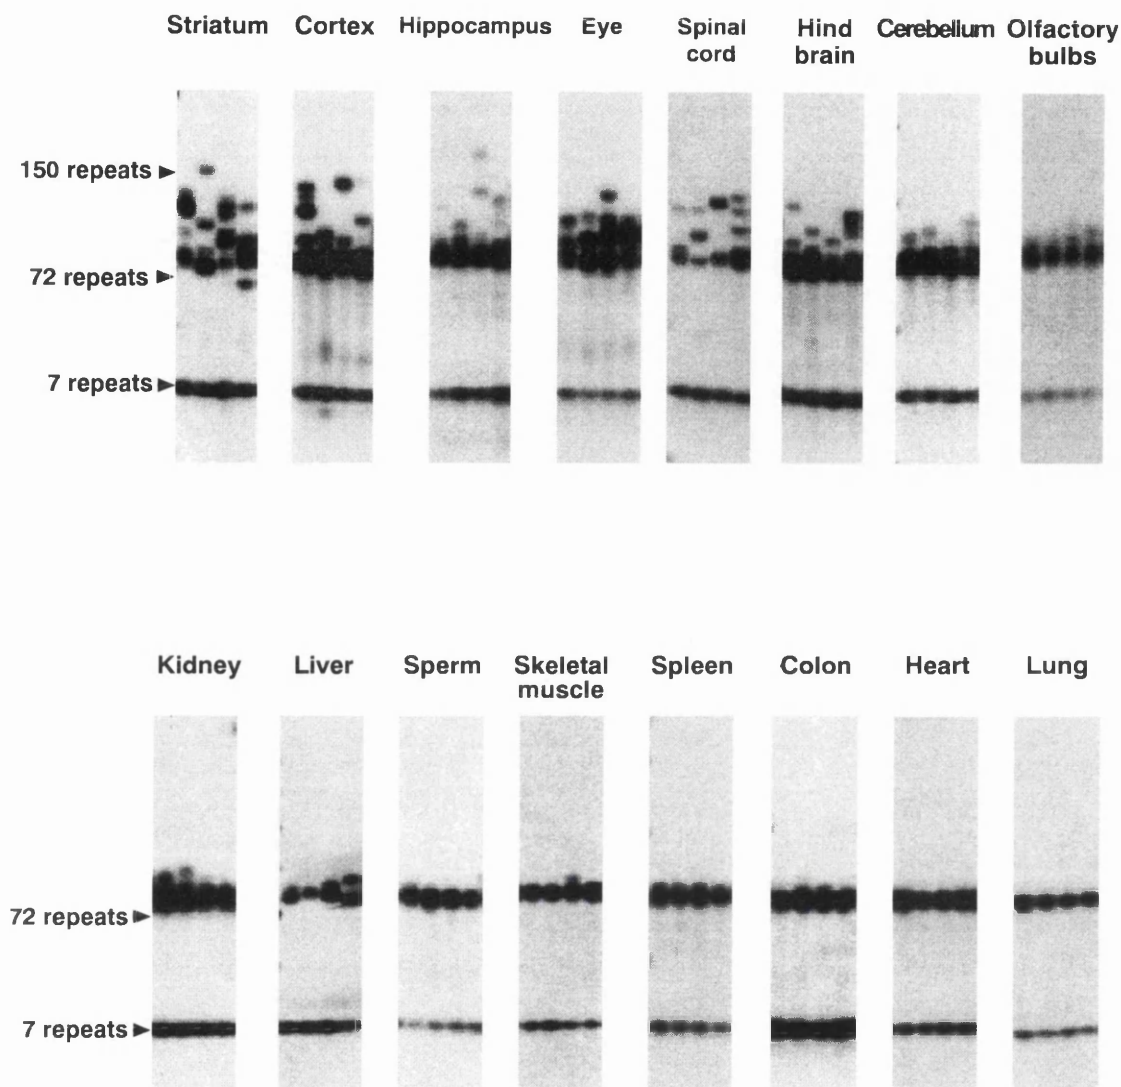 Striatum Cortex Hippocampus Eye Spinal cord Hind brain Cerebellum Olfactory bulbs
150 repeats
72 repeats
7 repeats
Kidney Liver Sperm Skeletal muscle Spleen Colon Heart Lung
72 repeats
7 repeats